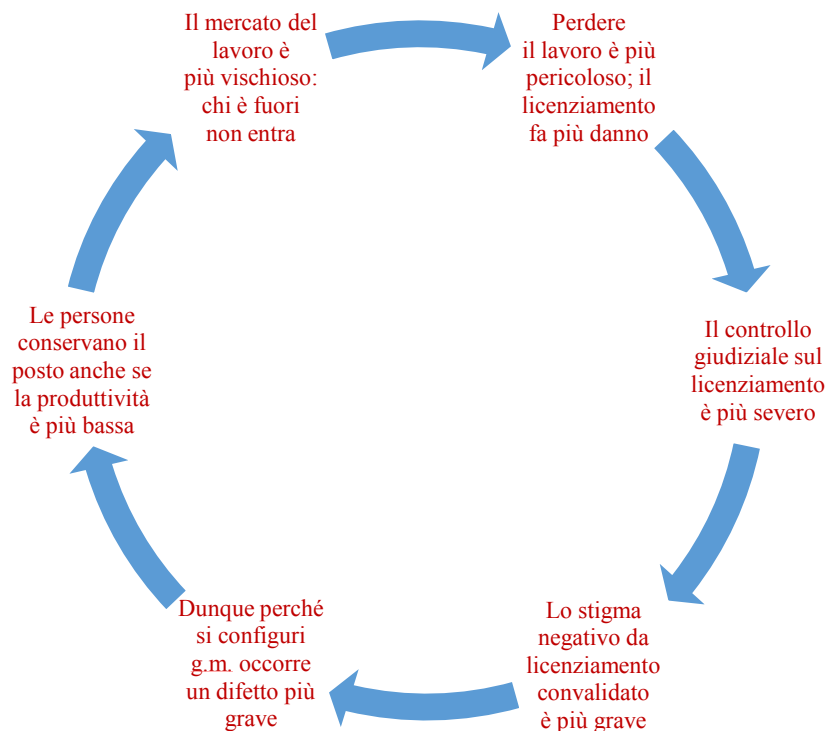 Il mercato del
lavoro è
più vischioso:
chi è fuori
non entra
Perdere
il lavoro è più
pericoloso; il
licenziamento
fa più danno
Il controllo
giudiziale sul
licenziamento
è più severo
Lo stigma
negativo da
licenziamento
convalidato
è più grave
Dunque perché
si configuri
g.m. occorre
un difetto più
grave
Le persone
conservano il
posto anche se
la produttività
è più bassa